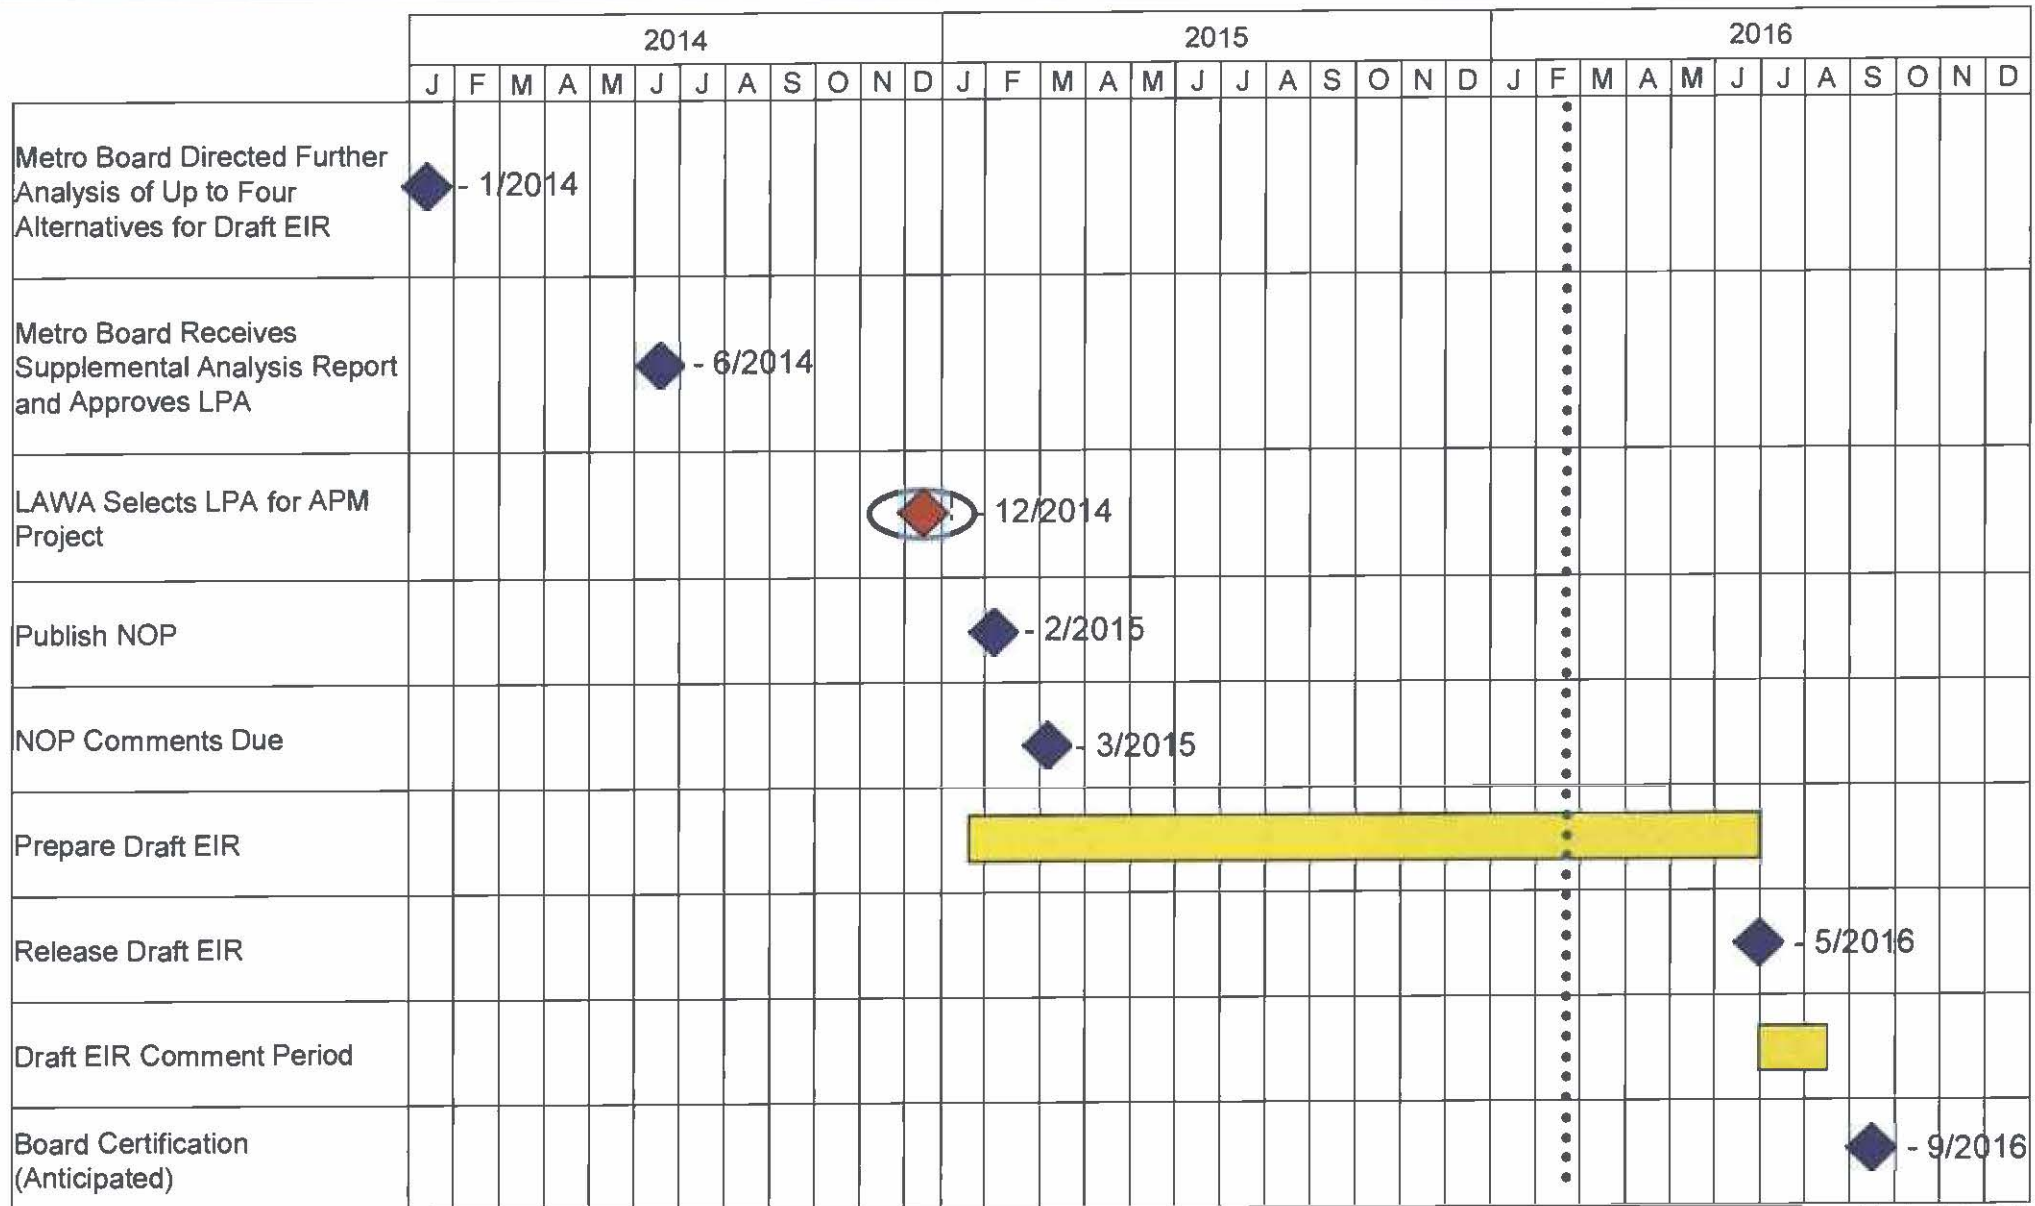 2014 2015 2016
J F M A M J J A S O N D J F M A M J J A S O N D J F M A M J J A S O N D
Metro Board Directed Further
Analysis of Up to Four
Alternatives for Draft EIR
- 1/2014
Metro Board Receives
Supplemental Analysis Report
and Approves LPA
- 6/2014
LAWA Selects LPA for APM
Project
- 12/2014
Publish NOP
- 2/2015
NOP Comments Due
- 3/2015
Prepare Draft EIR
Release Draft EIR
- 5/2016
Draft EIR Comment Period
Board Certification
(Anticipated)
- 9/2016